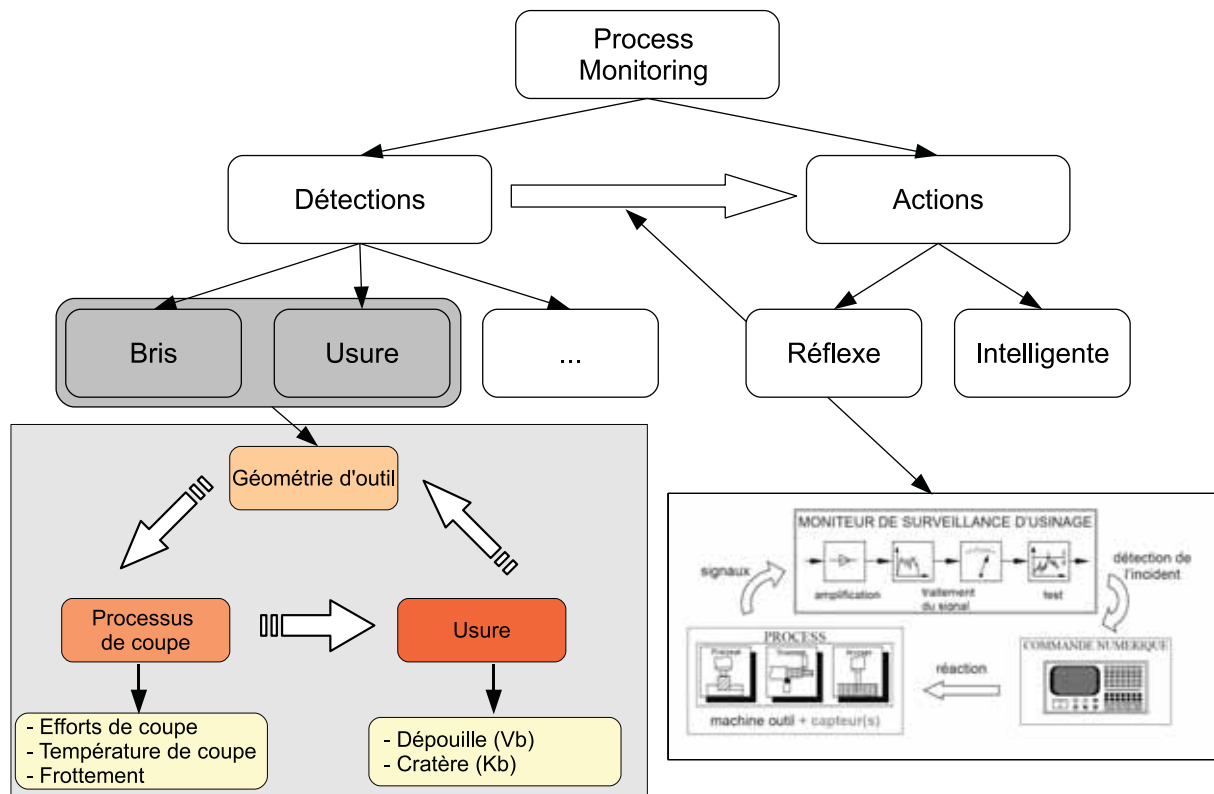 Process
Monitoring
Détections
Actions
Bris
Usure
...
Réflexe
Intelligente
Géométrie d'outil
Processus
de coupe
Usure
- Efforts de coupe
- Température de coupe
- Frottement
- Dépouille (Vb)
- Cratère (Kb)
MONITEUR DE SURVEILLANCE D'USINAGE
signaux
amplification
traitement
du signal
test
détection de
l'incident
PROCESS
machine outil + capteur(s)
réaction
COMMANDE NUMERIQUE